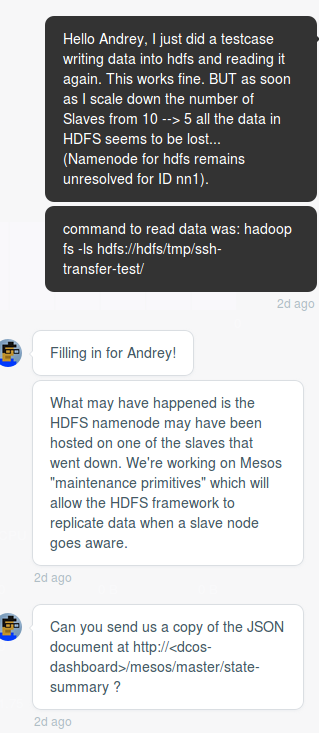 Hello Andrey, I just did a testcase
writing data into hdfs and reading it
again. This works fine. BUT as soon
as I scale down the number of
Slaves from 10 --> 5 all the data in
HDFS seems to be lost...
(Namenode for hdfs remains
unresolved for ID nn1).
command to read data was: hadoop
fs -ls hdfs://hdfs/tmp/ssh-
transfer-test/
2d ago
Filling in for Andrey!
What may have happened is the
HDFS namenode may have been
hosted on one of the slaves that
went down. We're working on Mesos
"maintenance primitives" which will
allow the HDFS framework to
replicate data when a slave node
goes aware.
2d ago
Can you send us a copy of the JSON
document at http://<dcos-
dashboard>/mesos/master/state-
summary ?
2d ago